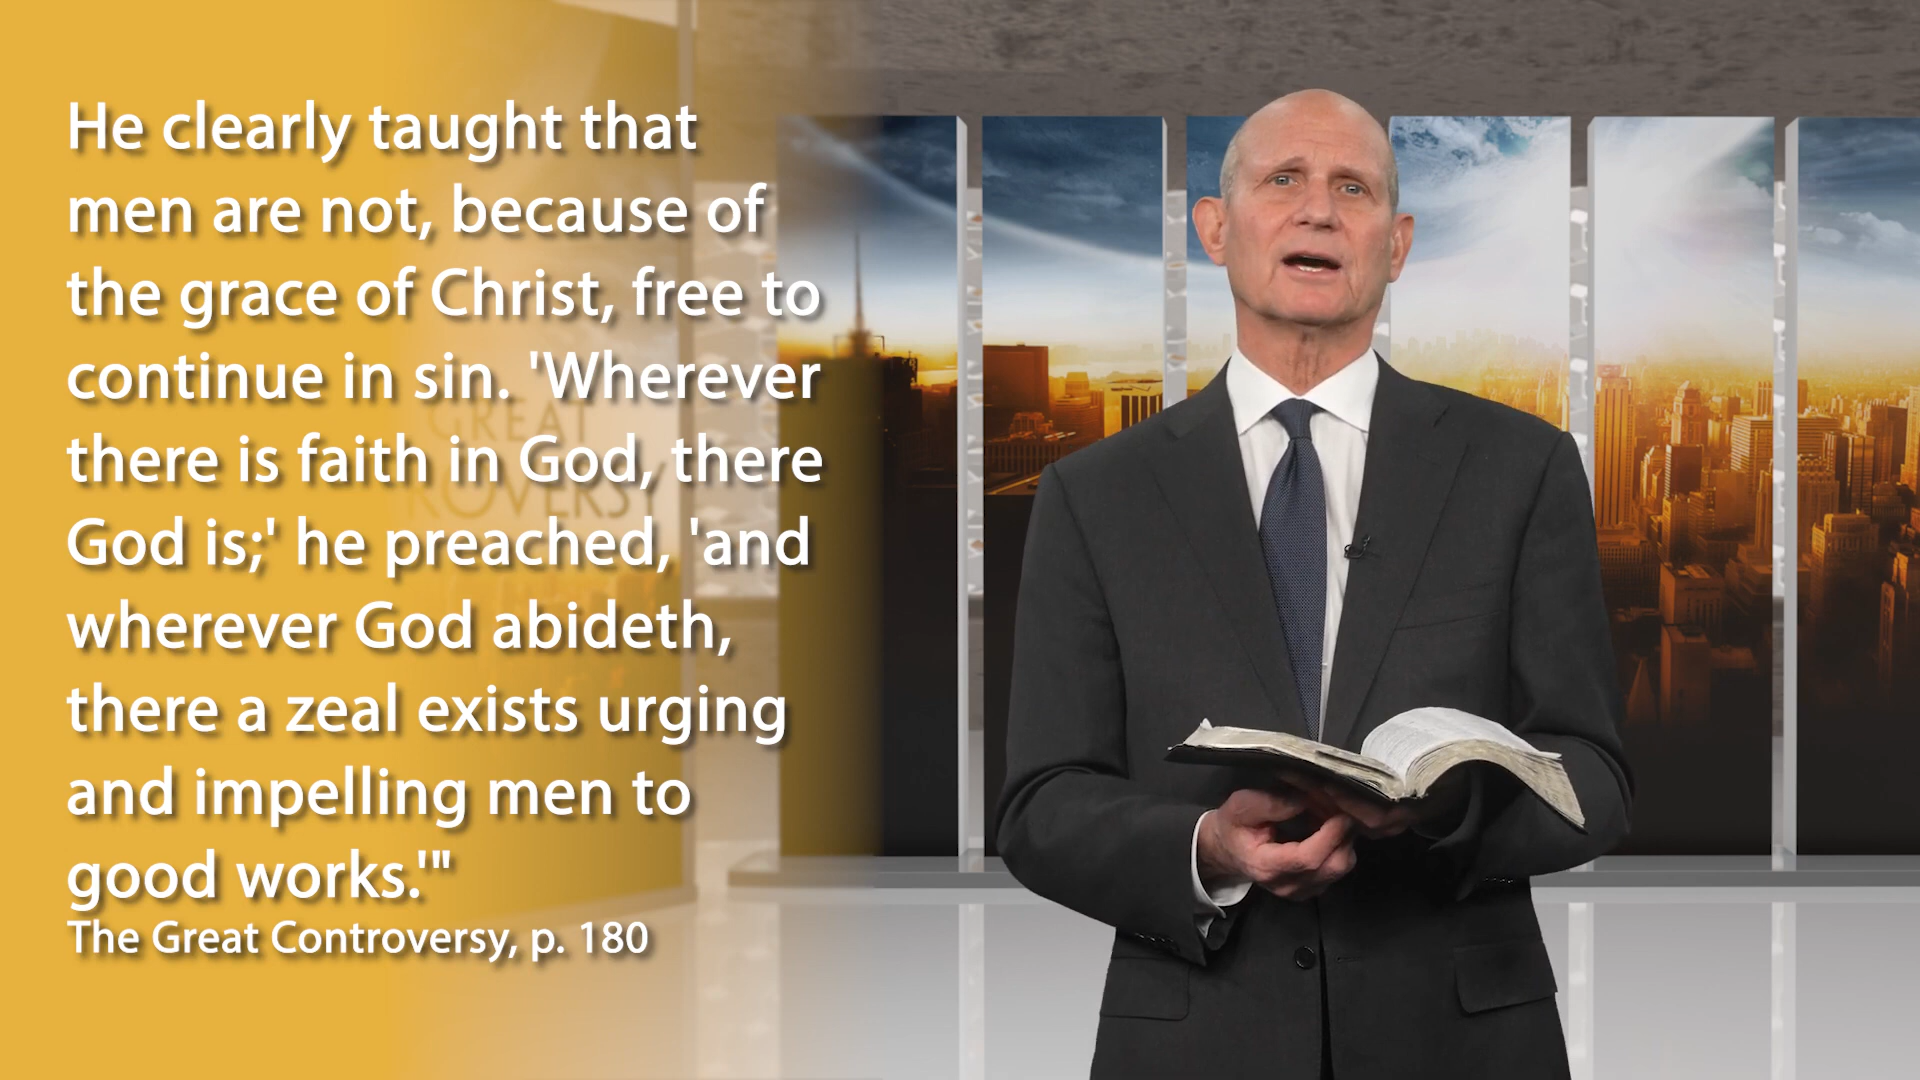 He clearly taught that
men are not, because of
the grace of Christ, free to
continue in sin. 'Wherever
there is faith in God, there
God is;' he preached, 'and
wherever God abideth,
there a zeal exists urging
and impelling men to
good works.'"
The Great Controversy, p. 180
GREAT
ROVERSY